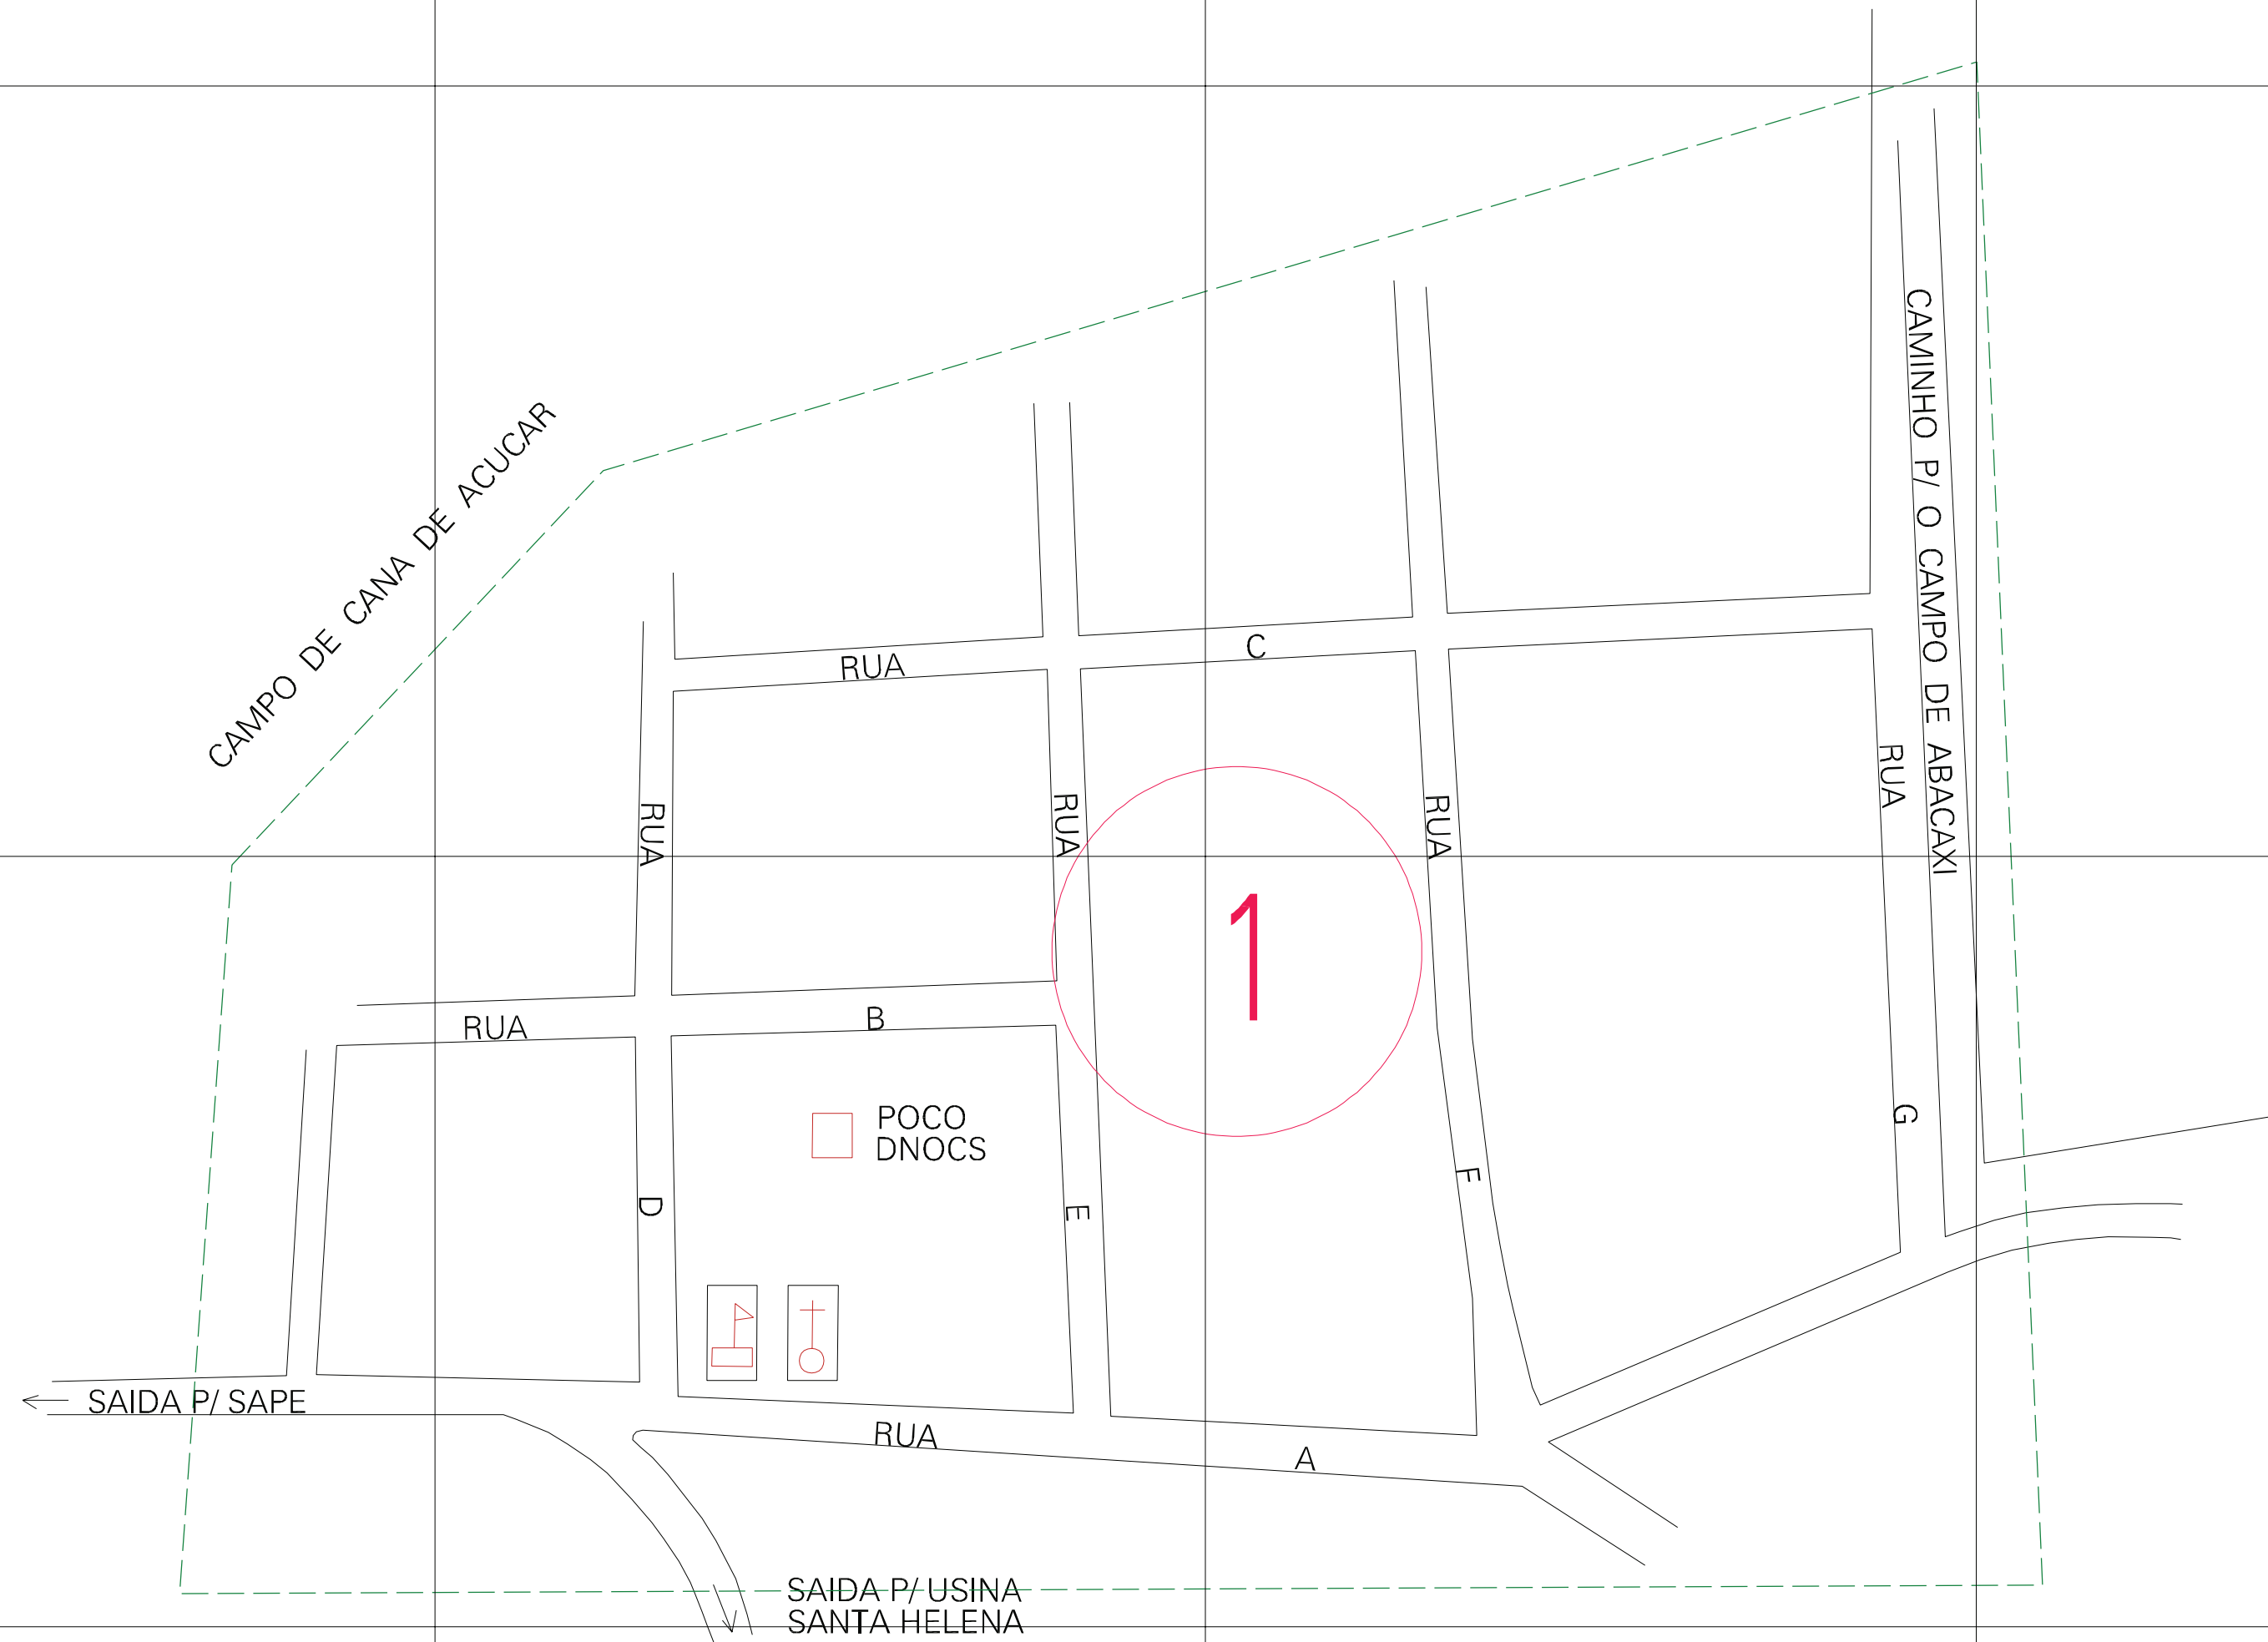 CAMPO DE CANA DE ACUCAR
CAMINHO P/ O CAMPO DE ABACAXI
RUA C
RUA
RUA
RUA
RUA
1
RUA B
POCO
DNOCS
D
E
F
G
SAIDA P/ SAPE
RUA A
SAIDA P/ USINA
SANTA HELENA